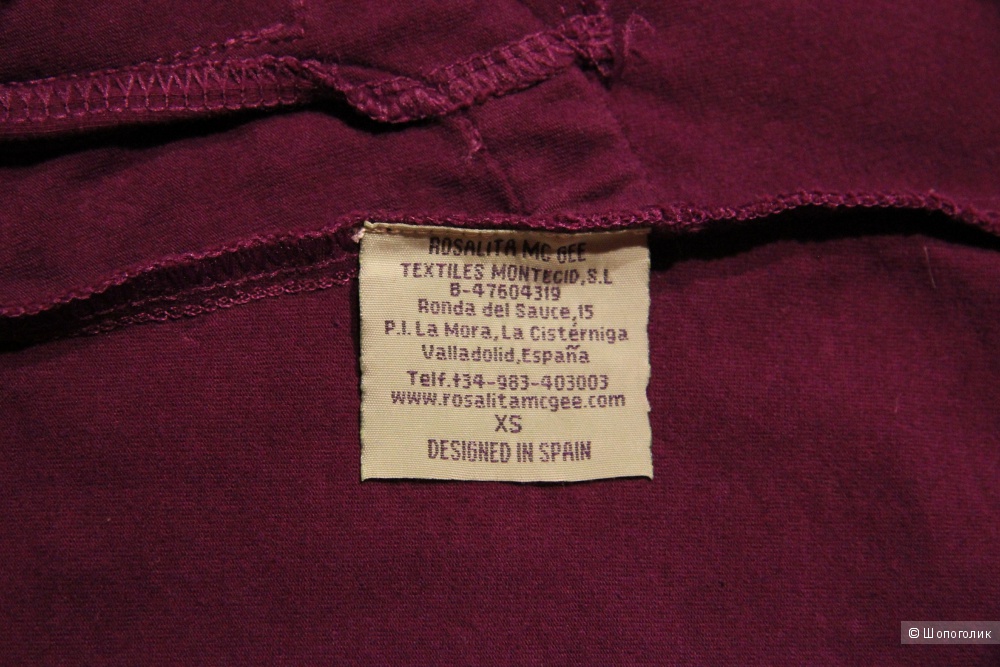 ROSALITA MC GEE
TEXTILES MONTECID,S.L
B-47604319
Ronda del Sauce,15
P.I. La Mora, La Cistérniga
Valladolid,España
Telf.+34-983-403003
www.rosalitamcgee.com
XS
DESIGNED IN SPAIN
© Шопоголик